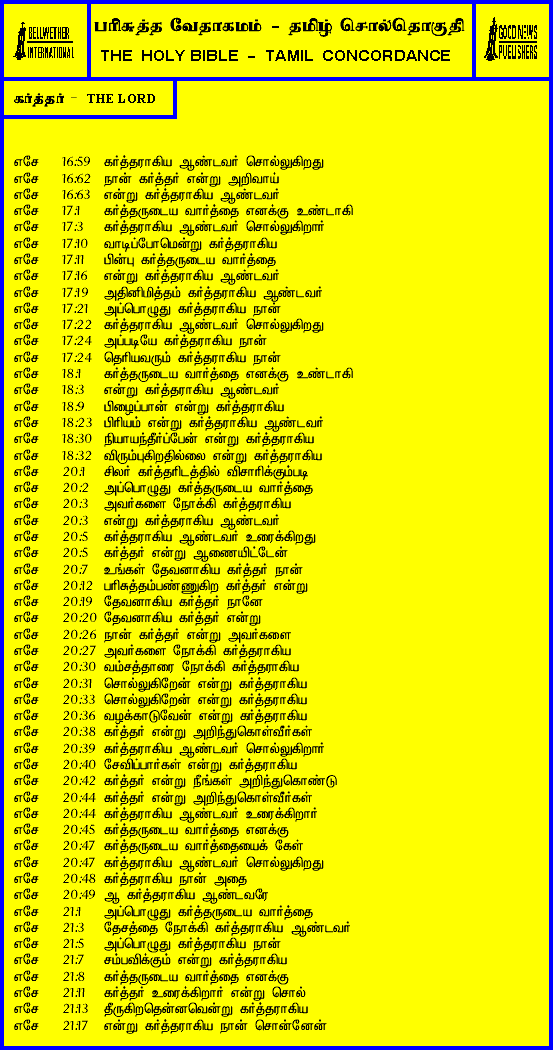 BELLWETHER INTERNATIONAL
பரிசுத்த வேதாகமம் - தமிழ் சொல்தொகுதி
THE HOLY BIBLE - TAMIL CONCORDANCE
GOOD NEWS PUBLISHERS
கர்த்தர் - THE LORD
எசே 16:59 கர்த்தராகிய ஆண்டவர் சொல்லுகிறது
எசே 16:62 நான் கர்த்தர் என்று அறிவாய்
எசே 16:63 என்று கர்த்தராகிய ஆண்டவர்
எசே 17:1 கர்த்தருடைய வார்த்தை எனக்கு உண்டாகி
எசே 17:3 கர்த்தராகிய ஆண்டவர் சொல்லுகிறார்
எசே 17:10 வாடிப்போமென்று கர்த்தராகிய
எசே 17:11 பின்பு கர்த்தருடைய வார்த்தை
எசே 17:16 என்று கர்த்தராகிய ஆண்டவர்
எசே 17:19 அதினிமித்தம் கர்த்தராகிய ஆண்டவர்
எசே 17:21 அப்பொழுது கர்த்தராகிய நான்
எசே 17:22 கர்த்தராகிய ஆண்டவர் சொல்லுகிறது
எசே 17:24 அப்படியே கர்த்தராகிய நான்
எசே 17:24 தெரியவரும் கர்த்தராகிய நான்
எசே 18:1 கர்த்தருடைய வார்த்தை எனக்கு உண்டாகி
எசே 18:3 என்று கர்த்தராகிய ஆண்டவர்
எசே 18:9 பிழைப்பான் என்று கர்த்தராகிய
எசே 18:23 பிரியம் என்று கர்த்தராகிய ஆண்டவர்
எசே 18:30 நியாயந்தீர்ப்பேன் என்று கர்த்தராகிய
எசே 18:32 விரும்புகிறதில்லை என்று கர்த்தராகிய
எசே 20:1 சிலர் கர்த்தரிடத்தில் விசாரிக்கும்படி
எசே 20:2 அப்பொழுது கர்த்தருடைய வார்த்தை
எசே 20:3 அவர்களை நோக்கி கர்த்தராகிய
எசே 20:3 என்று கர்த்தராகிய ஆண்டவர்
எசே 20:5 கர்த்தராகிய ஆண்டவர் உரைக்கிறது
எசே 20:5 கர்த்தர் என்று ஆணையிட்டேன்
எசே 20:7 உங்கள் தேவனாகிய கர்த்தர் நான்
எசே 20:12 பரிசுத்தம்பண்ணுகிற கர்த்தர் என்று
எசே 20:19 தேவனாகிய கர்த்தர் நானே
எசே 20:20 தேவனாகிய கர்த்தர் என்று
எசே 20:26 நான் கர்த்தர் என்று அவர்களை
எசே 20:27 அவர்களை நோக்கி கர்த்தராகிய
எசே 20:30 வம்சத்தாரை நோக்கி கர்த்தராகிய
எசே 20:31 சொல்லுகிறேன் என்று கர்த்தராகிய
எசே 20:33 சொல்லுகிறேன் என்று கர்த்தராகிய
எசே 20:36 வழக்காடுவேன் என்று கர்த்தராகிய
எசே 20:38 கர்த்தர் என்று அறிந்துகொள்வீர்கள்
எசே 20:39 கர்த்தராகிய ஆண்டவர் சொல்லுகிறார்
எசே 20:40 சேவிப்பார்கள் என்று கர்த்தராகிய
எசே 20:42 கர்த்தர் என்று நீங்கள் அறிந்துகொண்டு
எசே 20:44 கர்த்தர் என்று அறிந்துகொள்வீர்கள்
எசே 20:44 கர்த்தராகிய ஆண்டவர் உரைக்கிறார்
எசே 20:45 கர்த்தருடைய வார்த்தை எனக்கு
எசே 20:47 கர்த்தருடைய வார்த்தையைக் கேள்
எசே 20:47 கர்த்தராகிய ஆண்டவர் சொல்லுகிறது
எசே 20:48 கர்த்தராகிய நான் அதை
எசே 20:49 ஆ கர்த்தராகிய ஆண்டவரே
எசே 21:1 அப்பொழுது கர்த்தருடைய வார்த்தை
எசே 21:3 தேசத்தை நோக்கி கர்த்தராகிய ஆண்டவர்
எசே 21:5 அப்பொழுது கர்த்தராகிய நான்
எசே 21:7 சம்பவிக்கும் என்று கர்த்தராகிய
எசே 21:8 கர்த்தருடைய வார்த்தை எனக்கு
எசே 21:11 கர்த்தர் உரைக்கிறார் என்று சொல்
எசே 21:13 தீருகிறதென்னவென்று கர்த்தராகிய
எசே 21:17 என்று கர்த்தராகிய நான் சொன்னேன்